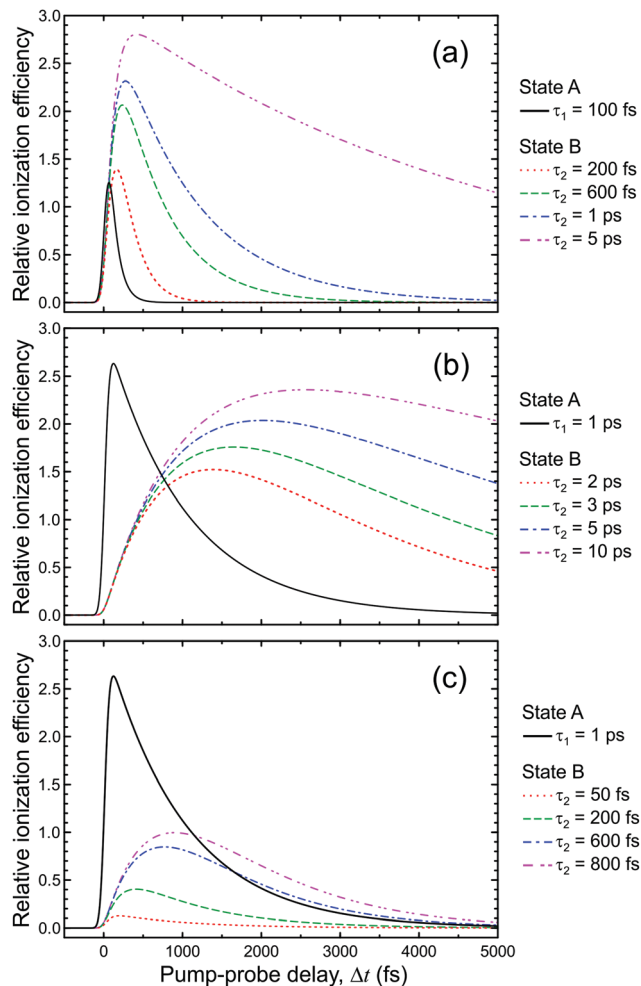 3.0
2.5
2.0
1.5
1.0
0.5
0.0
Relative ionization efficiency
(a)
State A
τ1 = 100 fs
State B
τ2 = 200 fs
τ2 = 600 fs
τ2 = 1 ps
τ2 = 5 ps
3.0
2.5
2.0
1.5
1.0
0.5
0.0
Relative ionization efficiency
(b)
State A
τ1 = 1 ps
State B
τ2 = 2 ps
τ2 = 3 ps
τ2 = 5 ps
τ2 = 10 ps
3.0
2.5
2.0
1.5
1.0
0.5
0.0
Relative ionization efficiency
(c)
State A
τ1 = 1 ps
State B
τ2 = 50 fs
τ2 = 200 fs
τ2 = 600 fs
τ2 = 800 fs
0 1000 2000 3000 4000 5000
Pump-probe delay, Δt (fs)